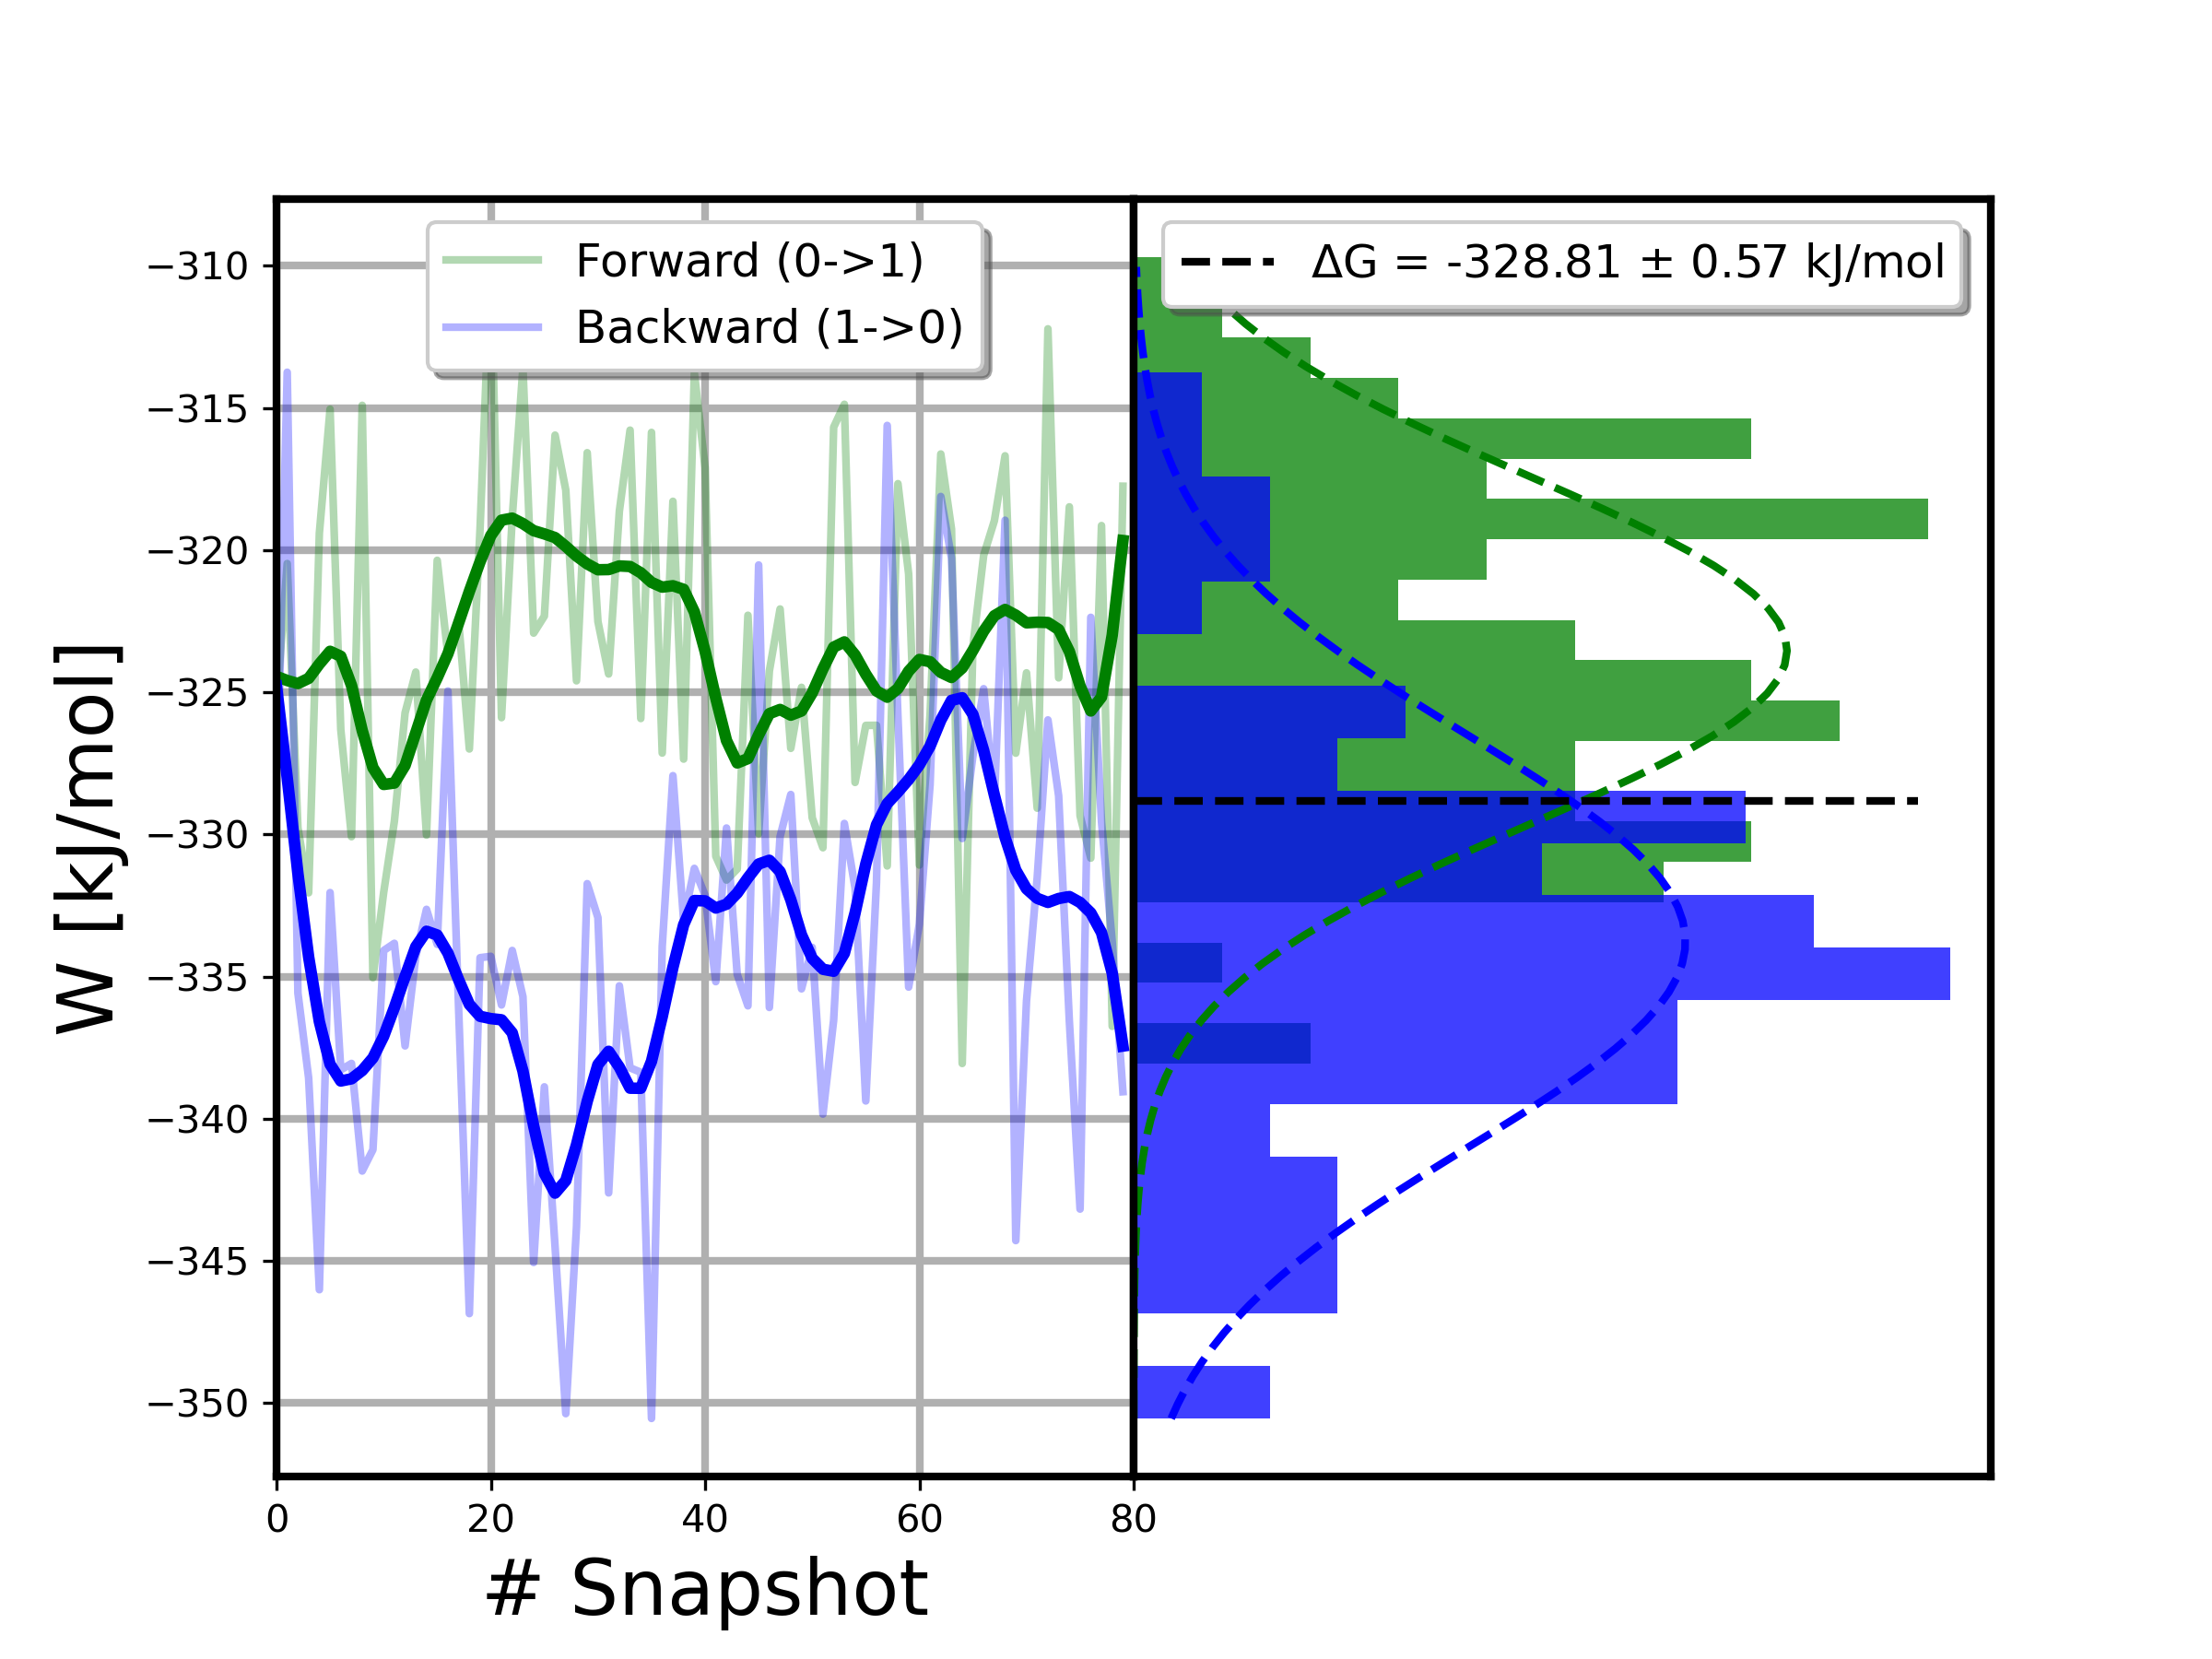 Forward (0->1)
Backward (1->0)
ΔG = -328.81 ± 0.57 kJ/mol
−310
−315
−320
−325
−330
−335
−340
−345
−350
W [kJ/mol]
0 20 40 60 80
# Snapshot